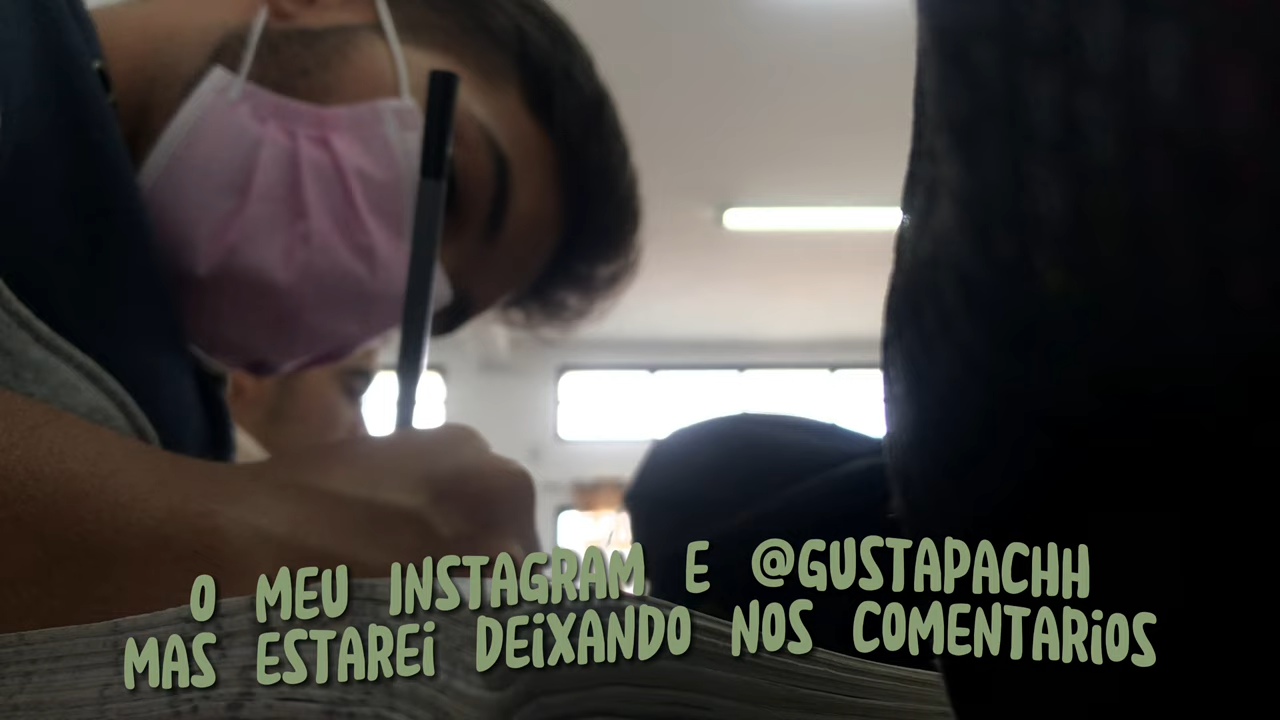 O MEU INSTAGRAM E @GUSTAPACHH
MAS ESTAREi DEiXANDO NOS COMENTARiOS